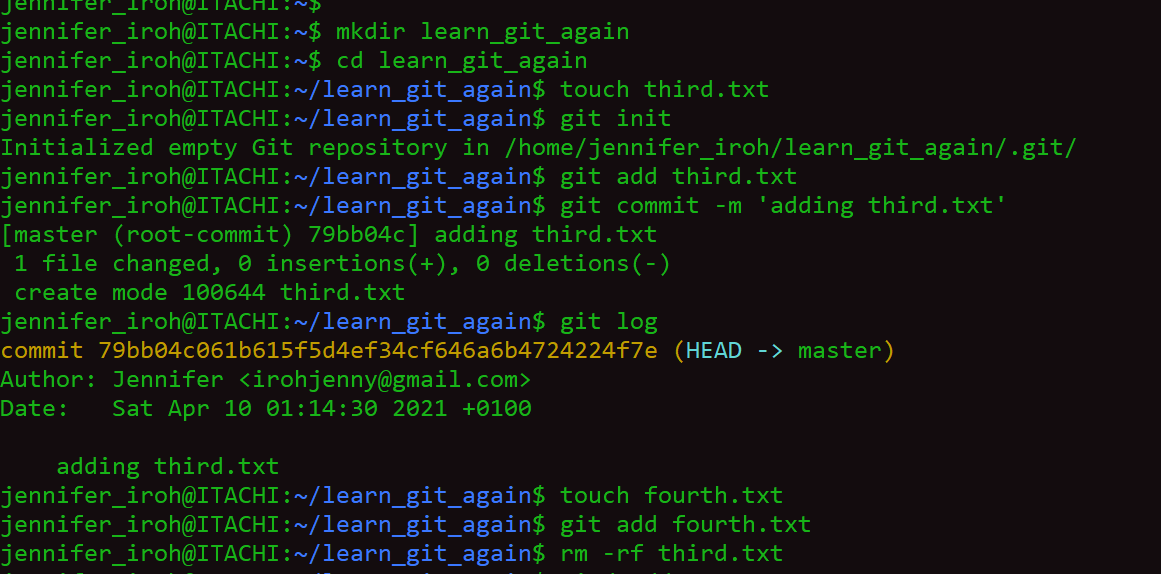 jennifer_iroh@ITACHI:~$
jennifer_iroh@ITACHI:~$ mkdir learn_git_again
jennifer_iroh@ITACHI:~$ cd learn_git_again
jennifer_iroh@ITACHI:~/learn_git_again$ touch third.txt
jennifer_iroh@ITACHI:~/learn_git_again$ git init
Initialized empty Git repository in /home/jennifer_iroh/learn_git_again/.git/
jennifer_iroh@ITACHI:~/learn_git_again$ git add third.txt
jennifer_iroh@ITACHI:~/learn_git_again$ git commit -m 'adding third.txt'
[master (root-commit) 79bb04c] adding third.txt
 1 file changed, 0 insertions(+), 0 deletions(-)
 create mode 100644 third.txt
jennifer_iroh@ITACHI:~/learn_git_again$ git log
commit 79bb04c061b615f5d4ef34cf646a6b4724224f7e (HEAD -> master)
Author: Jennifer <irohjenny@gmail.com>
Date:   Sat Apr 10 01:14:30 2021 +0100

    adding third.txt
jennifer_iroh@ITACHI:~/learn_git_again$ touch fourth.txt
jennifer_iroh@ITACHI:~/learn_git_again$ git add fourth.txt
jennifer_iroh@ITACHI:~/learn_git_again$ rm -rf third.txt